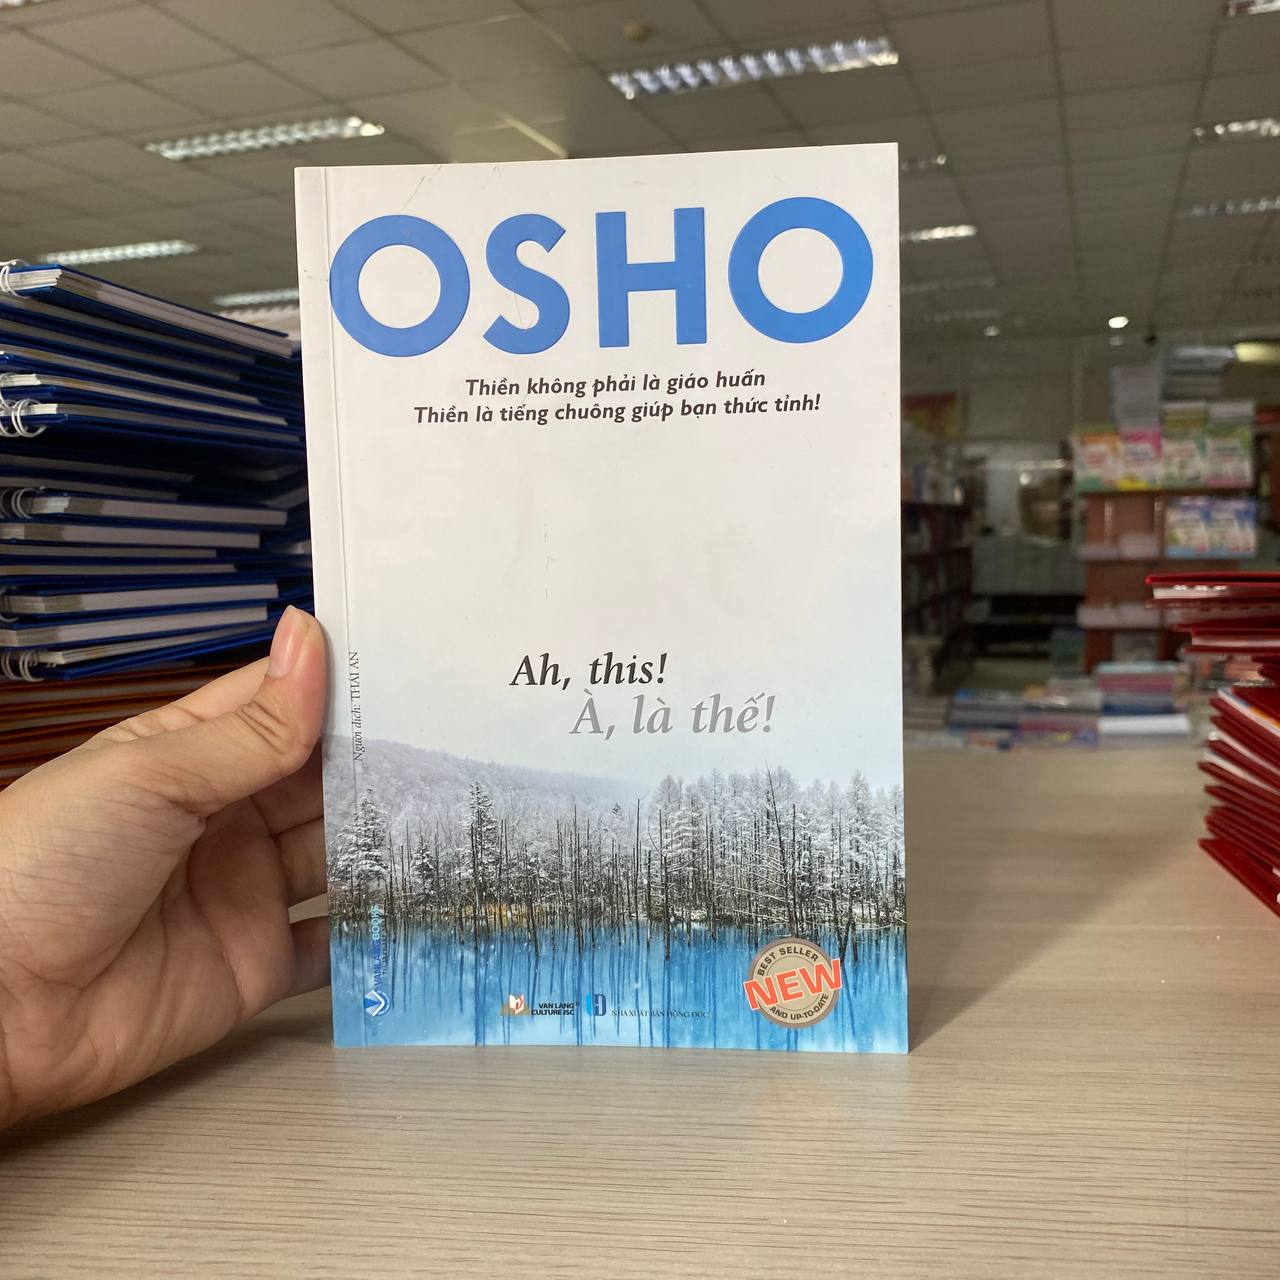 OSHO
Thiền không phải là giáo huấn
Thiền là tiếng chuông giúp bạn thức tỉnh!
Ah, this!
À, là thế!
Người dịch: THÁI AN
VANLANGBOOKS
BEST SELLER
NEW
AND UP-TO-DATE
VAN LANG®
CULTURE JSC
NHÀ XUẤT BẢN HỒNG ĐỨC